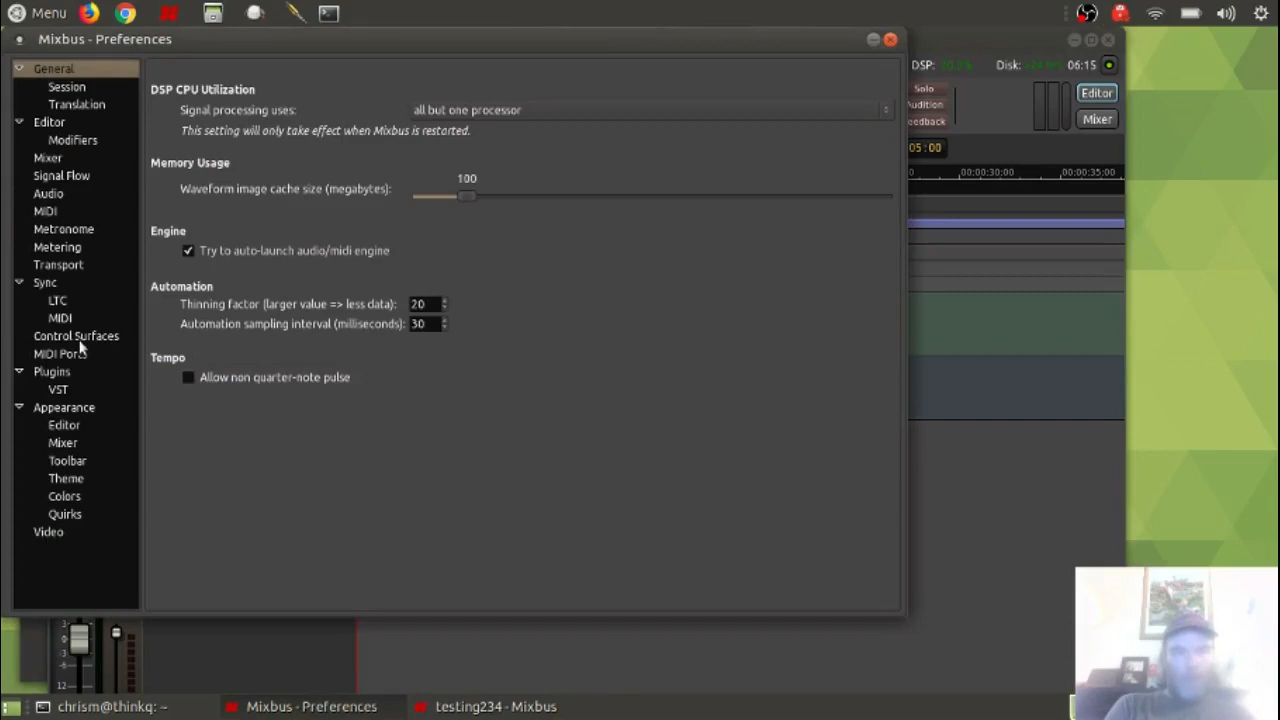 Menu
Mixbus - Preferences
General
Session
Translation
Editor
Modifiers
Mixer
Signal Flow
Audio
MIDI
Metronome
Metering
Transport
Sync
LTC
MIDI
Control Surfaces
MIDI Ports
Plugins
VST
Appearance
Editor
Mixer
Toolbar
Theme
Colors
Quirks
Video
DSP CPU Utilization
Signal processing uses: all but one processor
This setting will only take effect when Mixbus is restarted.
Memory Usage
100
Waveform image cache size (megabytes):
Engine
Try to auto-launch audio/midi engine
Automation
Thinning factor (larger value => less data): 20
Automation sampling interval (milliseconds): 30
Tempo
Allow non quarter-note pulse
DSP: Disk: 06:15
Solo
Audition
Feedback
Editor
Mixer
05:00
00:00:30:00 00:00:35:00
3
0
-3
-6
12
chrism@thinkq: ~ Mixbus - Preferences testing234 - Mixbus